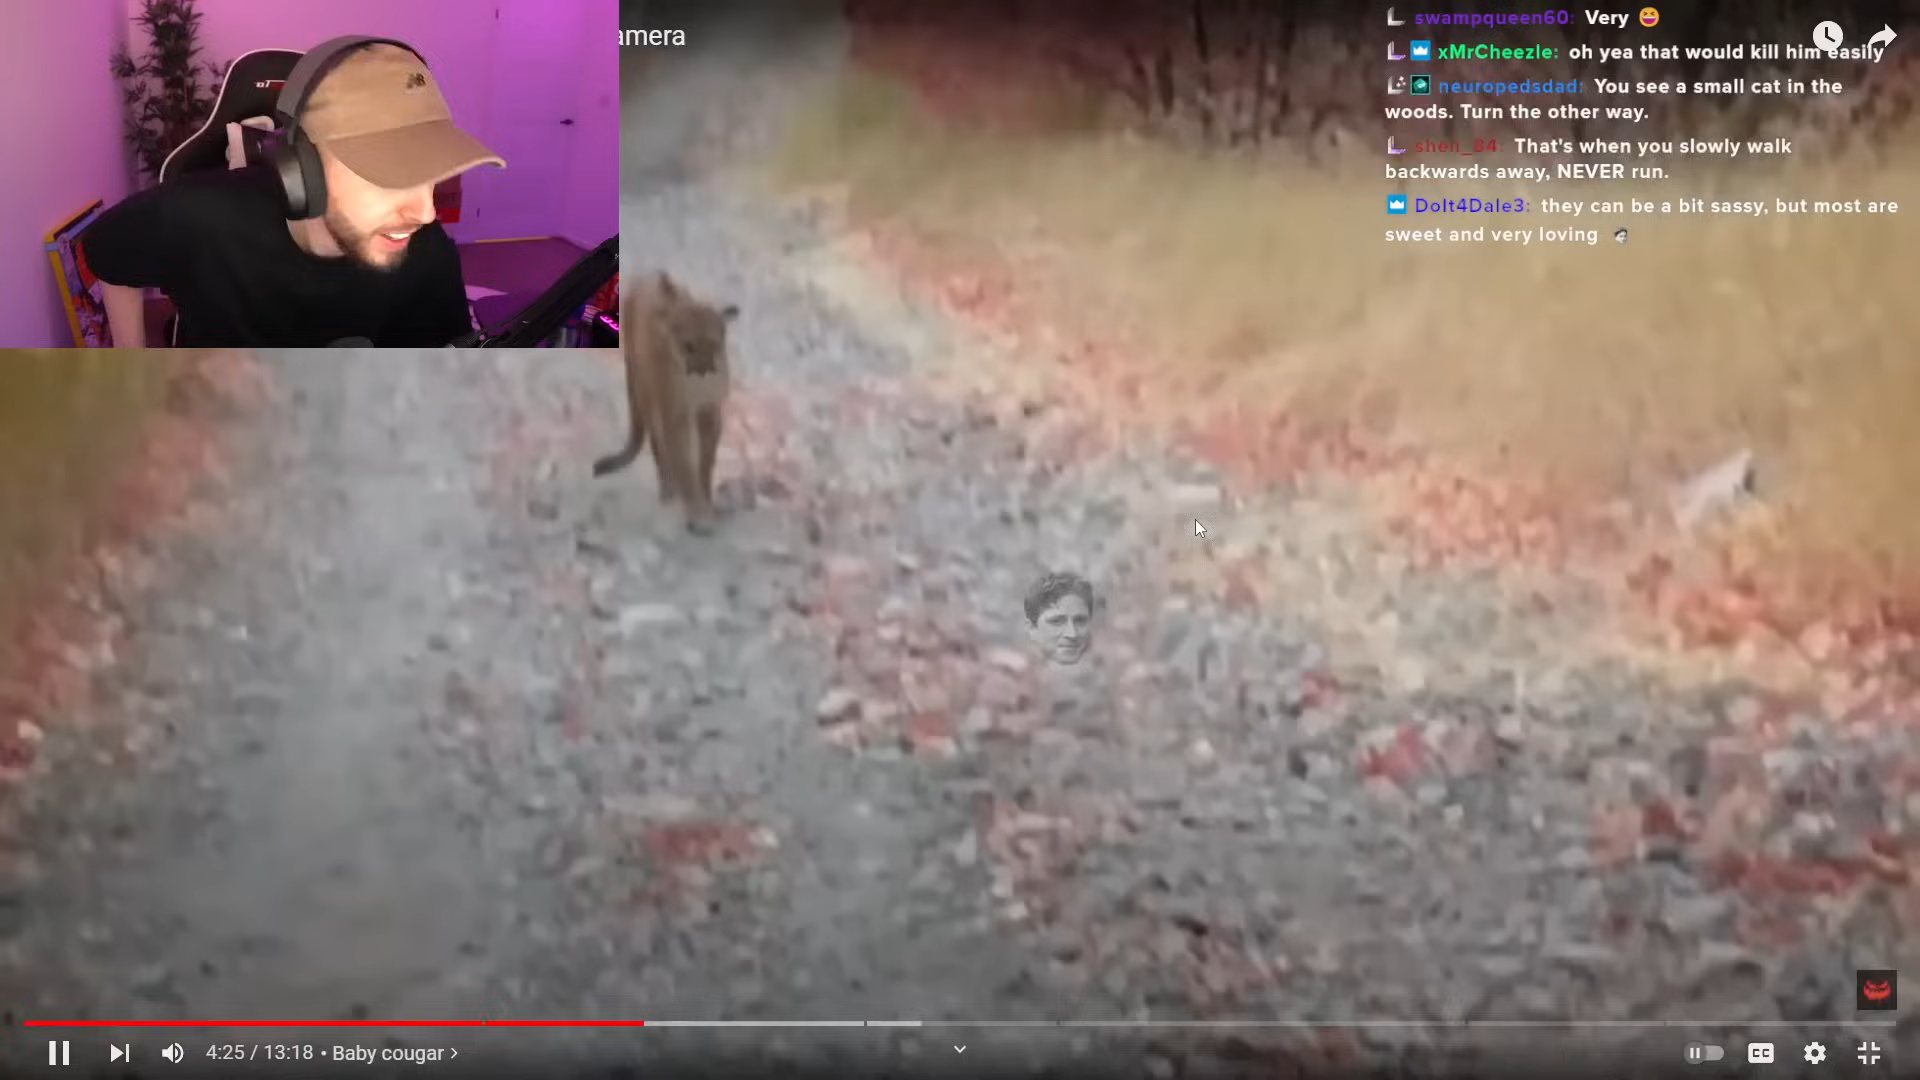 amera
swampqueen60: Very 😆
xMrCheezle: oh yea that would kill him easily
neuropedsdad: You see a small cat in the
woods. Turn the other way.
That's when you slowly walk
backwards away, NEVER run.
DoIt4Dale3: they can be a bit sassy, but most are
sweet and very loving
4:25 / 13:18 • Baby cougar >
CC